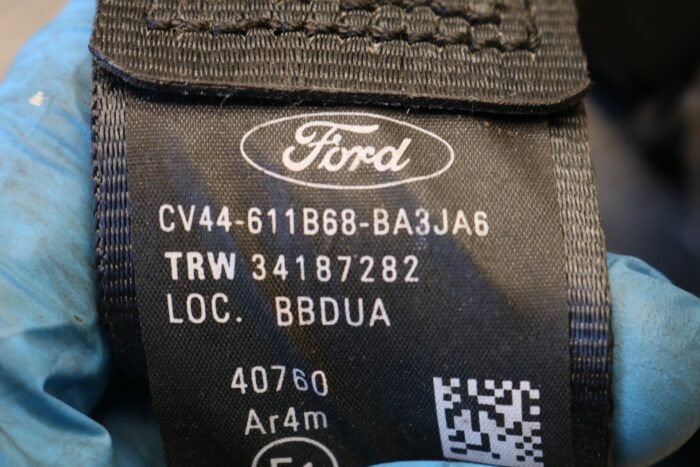 Ford
CV44-611B68-BA3JA6
TRW 34187282
LOC. BBDUA
40760
Ar4m